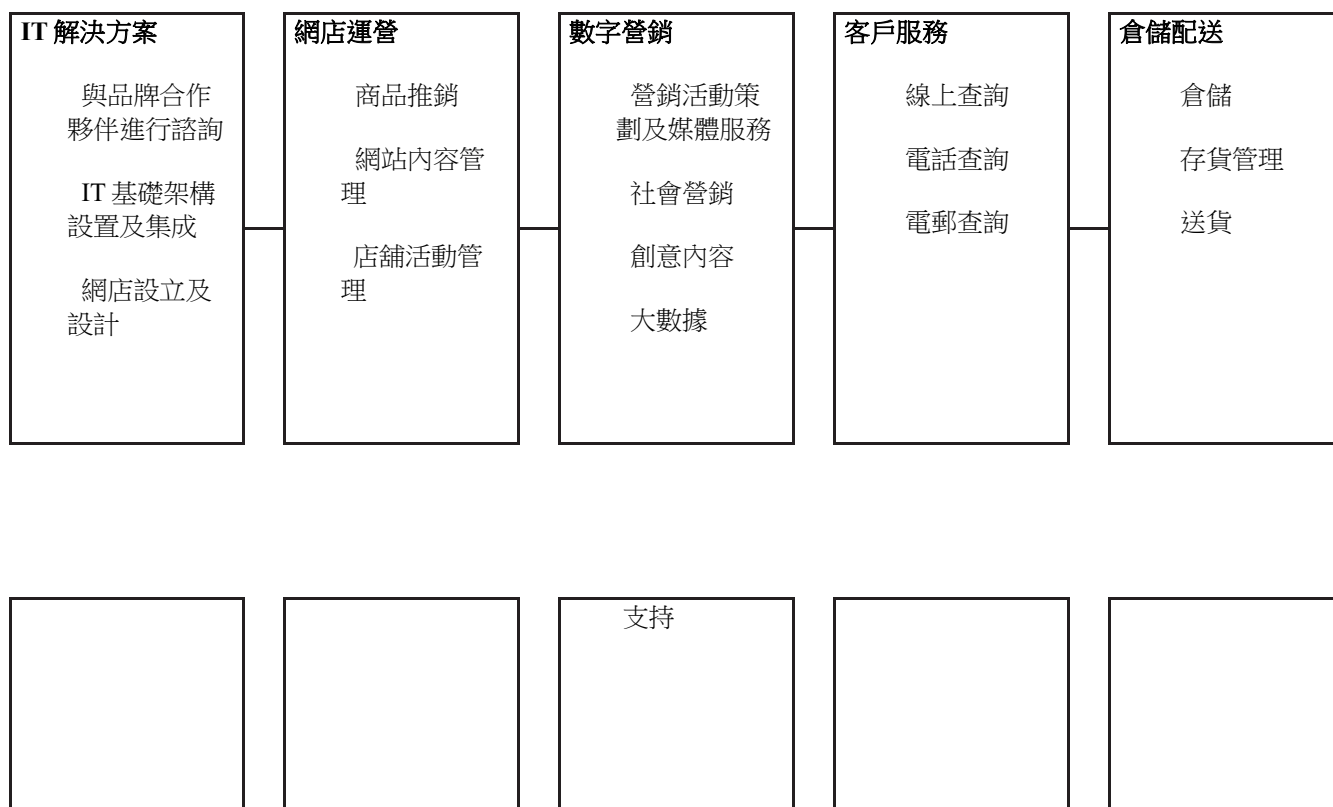 IT 解決方案
與品牌合作
夥伴進行諮詢
IT 基礎架構
設置及集成
網店設立及
設計
網店運營
商品推銷
網站內容管
理
店舖活動管
理
數字營銷
營銷活動策
劃及媒體服務
社會營銷
創意內容
大數據
客戶服務
線上查詢
電話查詢
電郵查詢
倉儲配送
倉儲
存貨管理
送貨
支持